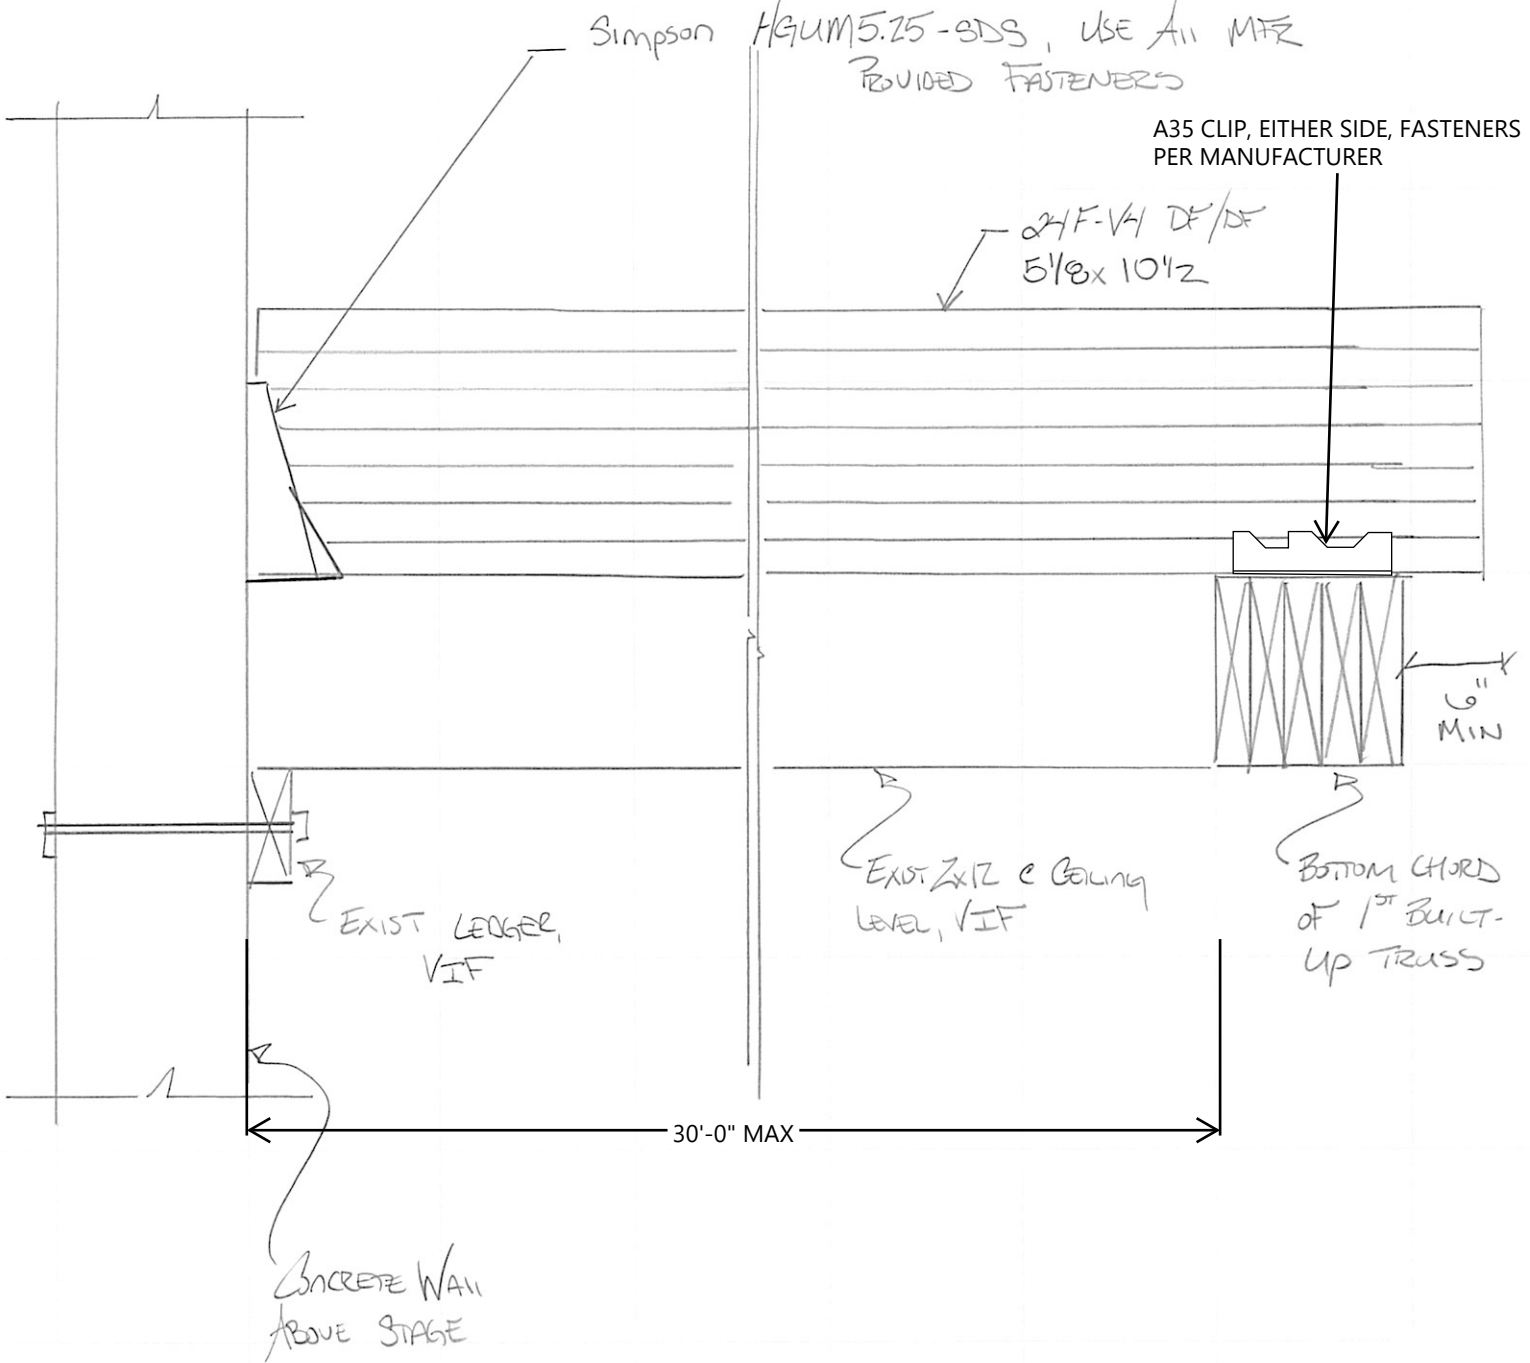 Simpson HGUM5.25-SDS, USE All MFR
PROVIDED FASTENERS
A35 CLIP, EITHER SIDE, FASTENERS
PER MANUFACTURER
24F-V4 DF/DF
5 1/8 x 10 1/2
6"
MIN
EXIST 2x12 @ CEILING
LEVEL, VIF
BOTTOM CHORD
OF 1ST BUILT-
UP TRUSS
EXIST LEDGER,
VIF
30'-0" MAX
CONCRETE WAll
ABOVE STAGE